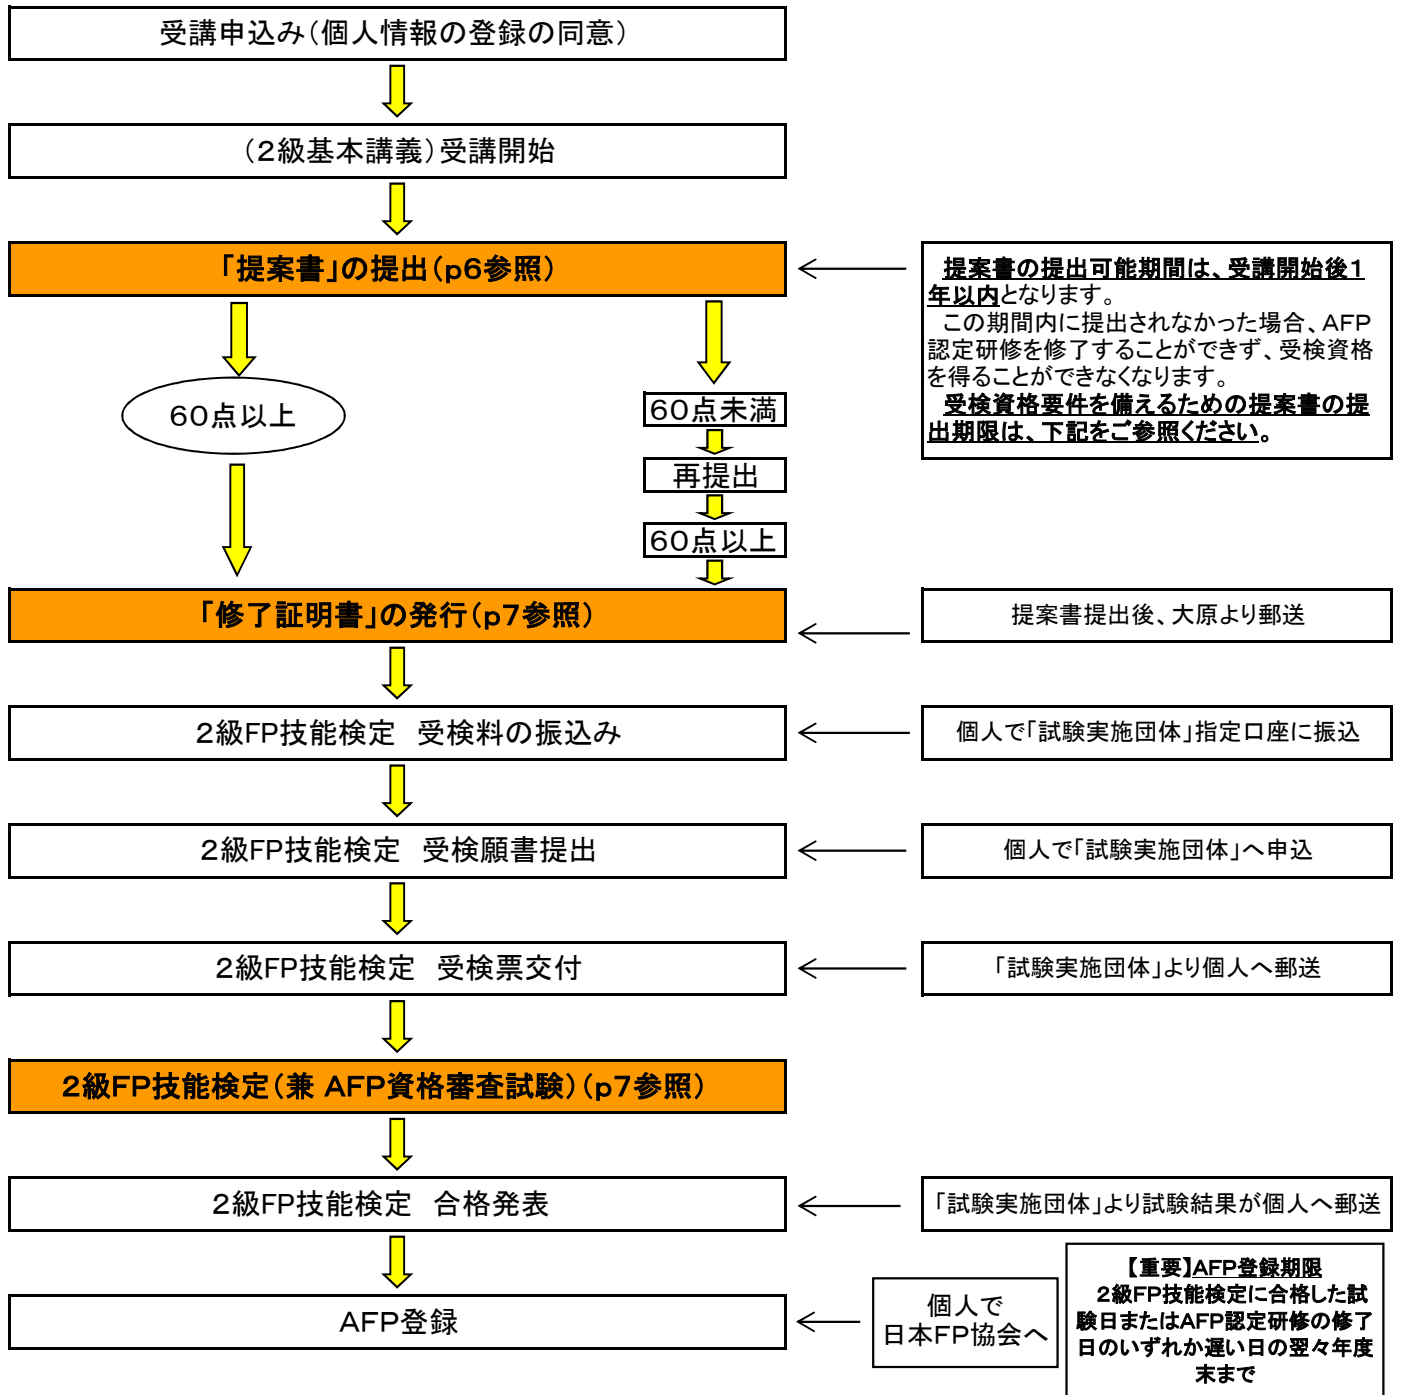 受講申込み（個人情報の登録の同意）
（２級基本講義）受講開始
「提案書」の提出（ｐ６参照）
提案書の提出可能期間は、受講開始後１
年以内となります。
この期間内に提出されなかった場合、ＡＦＰ
認定研修を修了することができず、受検資格
を得ることができなくなります。
受検資格要件を備えるための提案書の提
出期限は、下記をご参照ください。
６０点以上
６０点未満
再提出
６０点以上
「修了証明書」の発行（ｐ７参照）
提案書提出後、大原より郵送
２級ＦＰ技能検定　受検料の振込み
個人で「試験実施団体」指定口座に振込
２級ＦＰ技能検定　受検願書提出
個人で「試験実施団体」へ申込
２級ＦＰ技能検定　受検票交付
「試験実施団体」より個人へ郵送
２級ＦＰ技能検定（兼 ＡＦＰ資格審査試験）（ｐ７参照）
２級ＦＰ技能検定　合格発表
「試験実施団体」より試験結果が個人へ郵送
ＡＦＰ登録
個人で
日本ＦＰ協会へ
【重要】ＡＦＰ登録期限
２級ＦＰ技能検定に合格した試
験日またはＡＦＰ認定研修の修了
日のいずれか遅い日の翌々年度
末まで